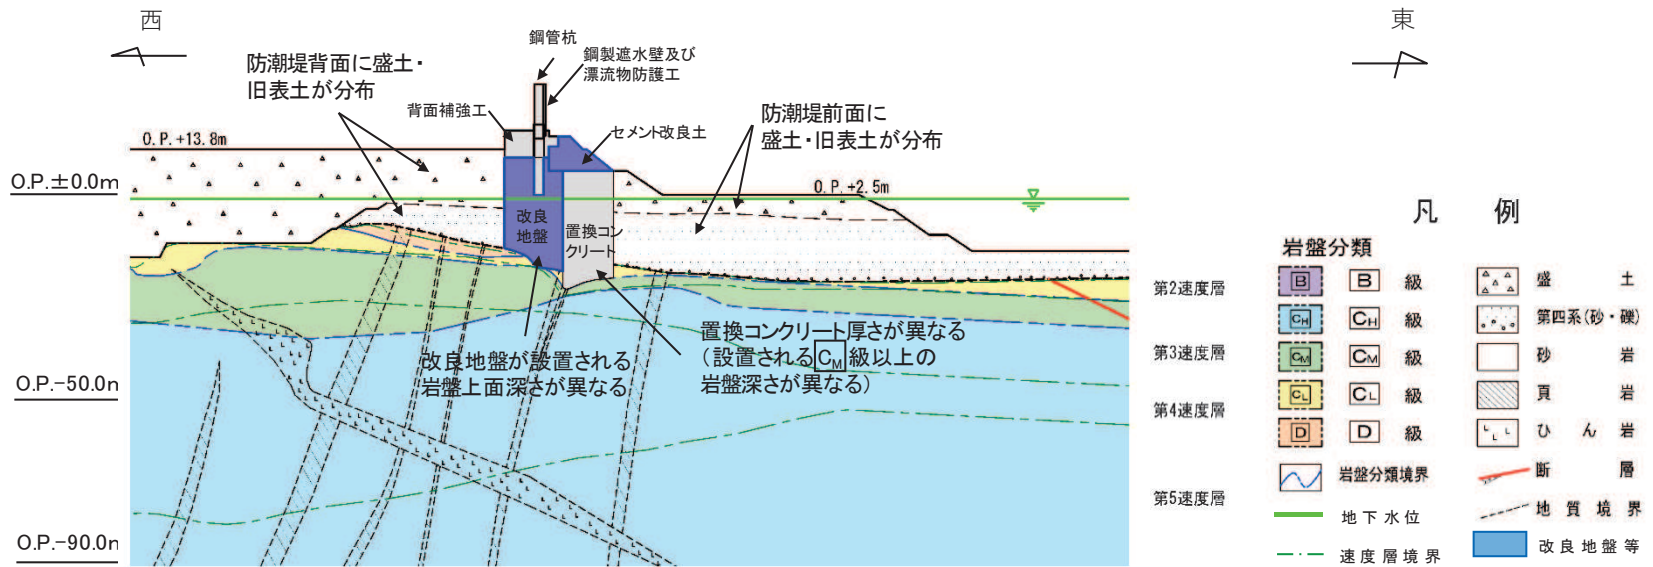 西
東
鋼管杭
鋼製遮水壁及び
漂流物防護工
防潮堤背面に盛土・
旧表土が分布
背面補強工
セメント改良土
防潮堤前面に
盛土・旧表土が分布
O.P.+13.8m
O.P.±0.0m
O.P.+2.5m
改良
地盤
置換コン
クリート
改良地盤が設置される
岩盤上面深さが異なる
置換コンクリート厚さが異なる
(設置されるCM級以上の
岩盤深さが異なる)
O.P.-50.0m
O.P.-90.0m
第2速度層
第3速度層
第4速度層
第5速度層
凡 例
岩盤分類
B B 級
CH CH 級
CM CM 級
CL CL 級
D D 級
岩盤分類境界
地下水位
速度層境界
盛 土
第四系(砂・礫)
砂 岩
頁 岩
ひ ん 岩
断 層
地 質 境 界
改良地盤等